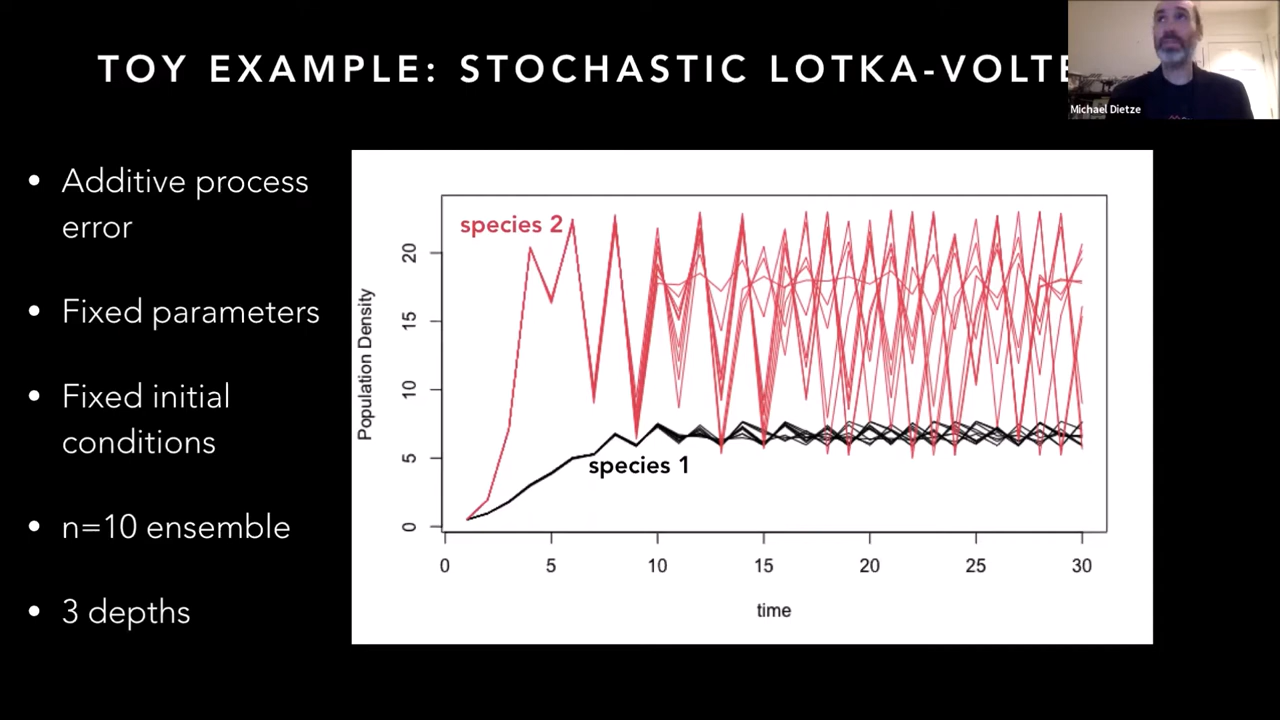 TOY EXAMPLE: STOCHASTIC LOTKA-VOLTE
Michael Dietze
• Additive process
error
• Fixed parameters
• Fixed initial
conditions
• n=10 ensemble
• 3 depths
species 2
species 1
Population Density
20
15
10
5
0
0 5 10 15 20 25 30
time